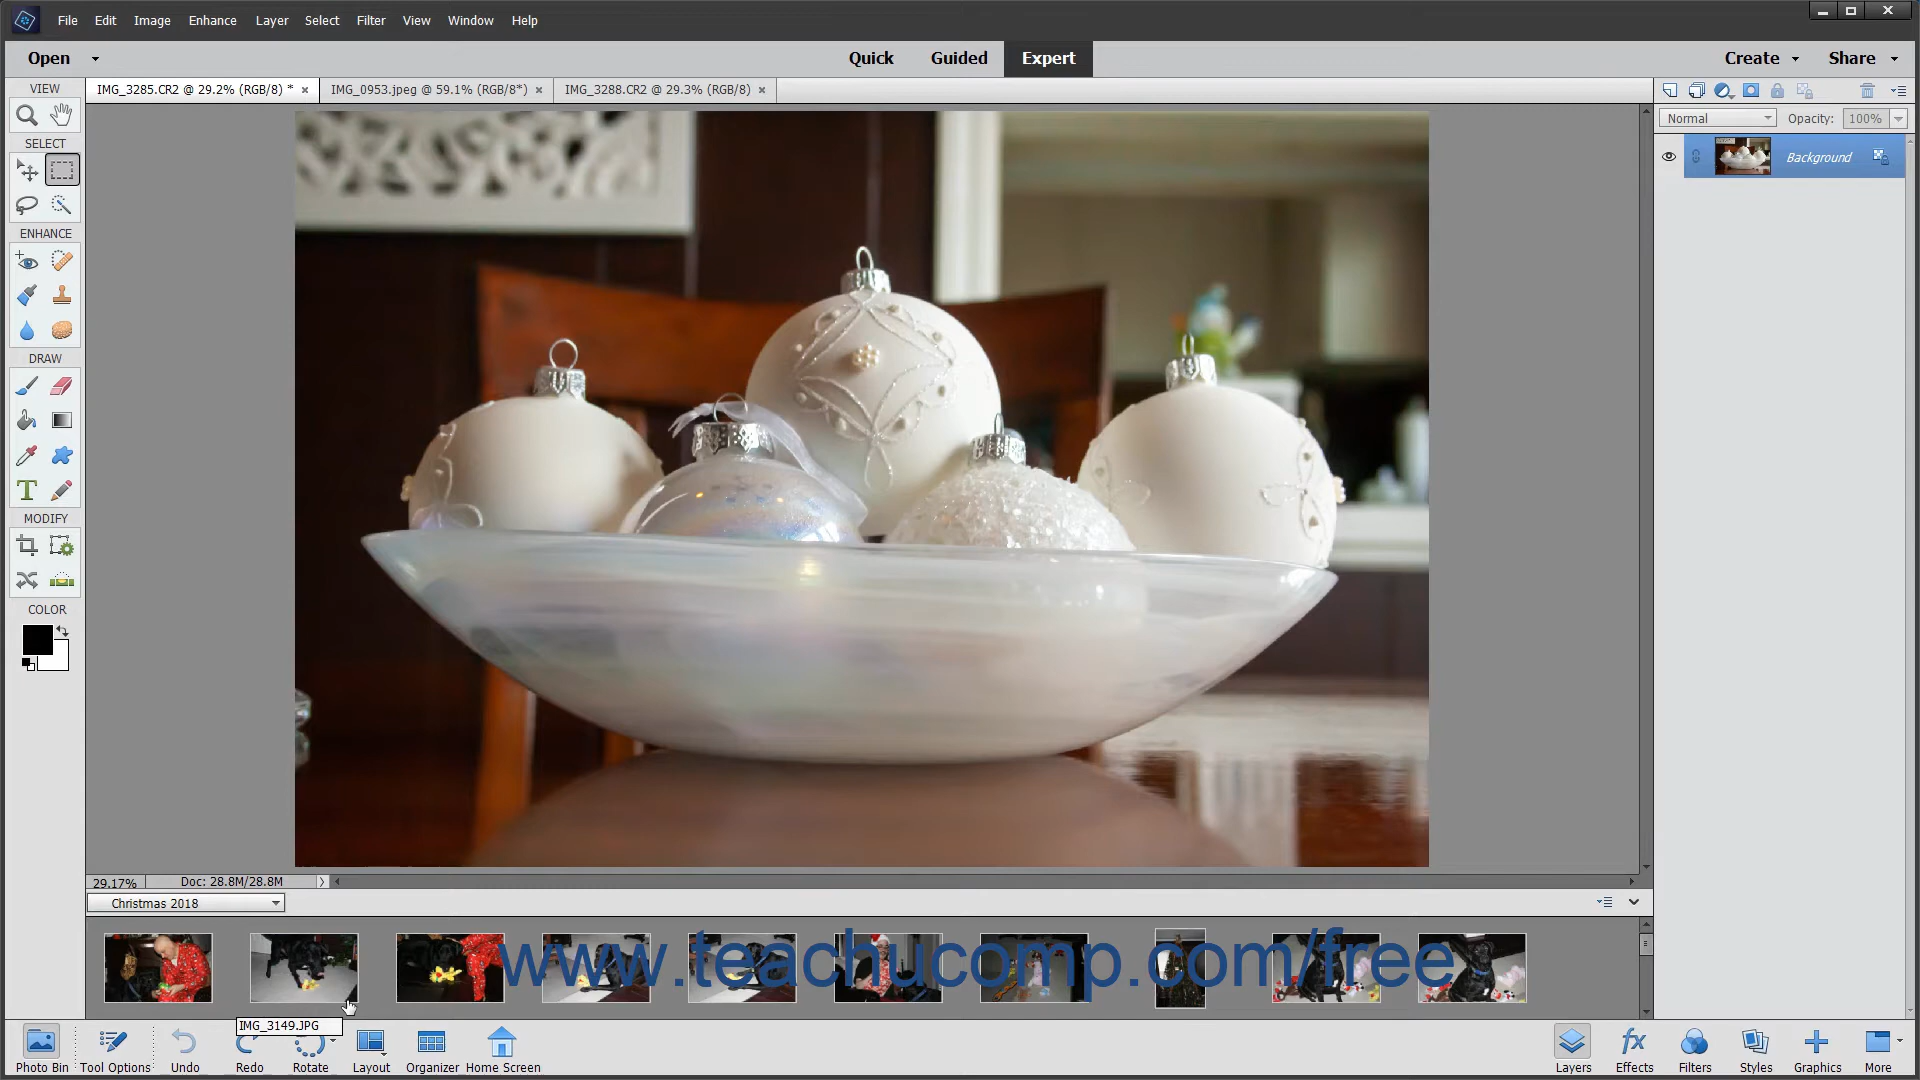 File Edit Image Enhance Layer Select Filter View Window Help
Open Quick Guided Expert Create Share
VIEW IMG_3285.CR2 @ 29.2% (RGB/8) * × IMG_0953.jpeg @ 59.1% (RGB/8*) × IMG_3288.CR2 @ 29.3% (RGB/8) ×
Normal Opacity: 100%
SELECT
Background
ENHANCE
DRAW
T
MODIFY
COLOR
29.17% Doc: 28.8M/28.8M
Christmas 2018
www.teachucomp.com/free
IMG_3149.JPG
fx
Photo Bin Tool Options Undo Redo Rotate Layout Organizer Home Screen Layers Effects Filters Styles Graphics More